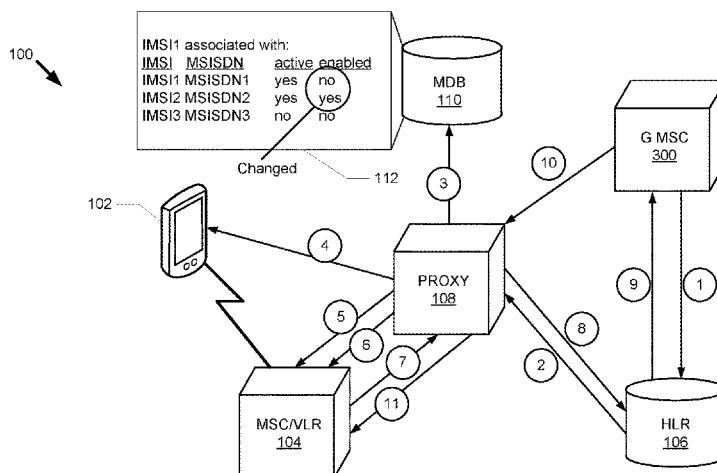 100
IMSI1 associated with:
IMSI MSISDN active enabled
IMSI1 MSISDN1 yes no
IMSI2 MSISDN2 yes yes
IMSI3 MSISDN3 no no
Changed
112
MDB
110
G MSC
300
10
3
102
4
PROXY
108
9
1
5
6
7
8
2
11
MSC/VLR
104
HLR
106